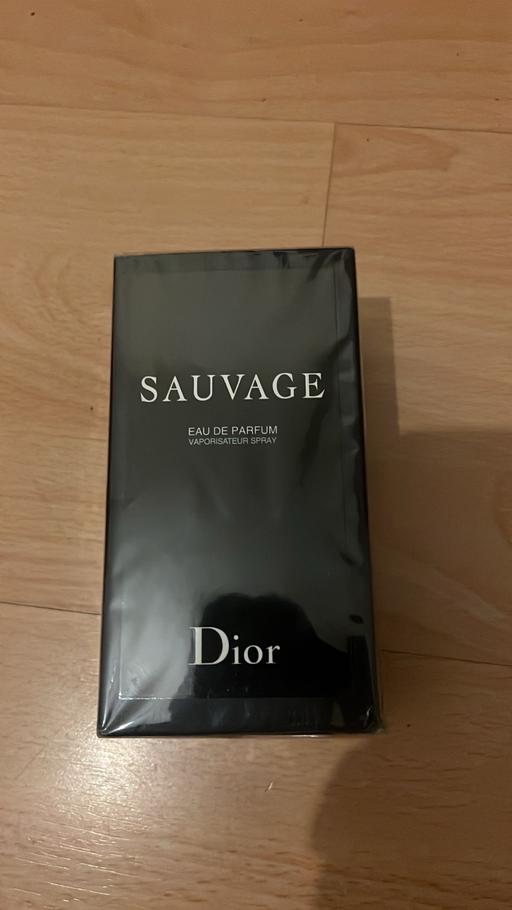 SAUVAGE
EAU DE PARFUM
VAPORISATEUR SPRAY
Dior